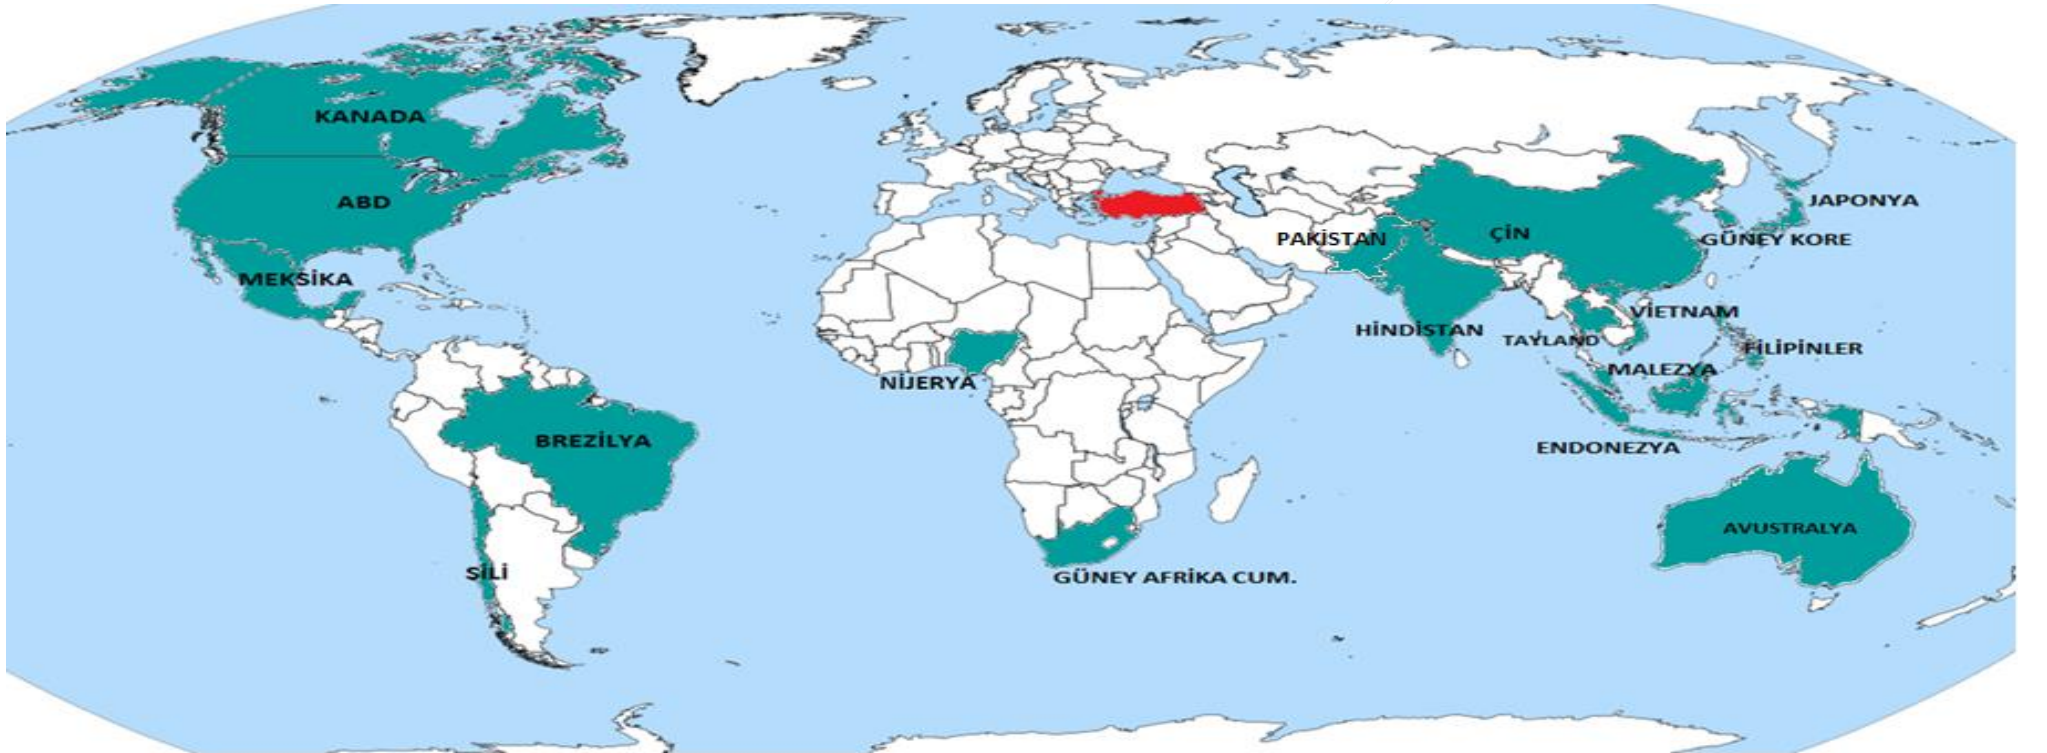 KANADA
ABD
MEKSİKA
BREZİLYA
SİLİ
NİJERYA
GÜNEY AFRİKA CUM.
PAKİSTAN
ÇİN
JAPONYA
GÜNEY KORE
HİNDİSTAN
VİETNAM
TAYLAND
FİLİPİNLER
MALEZYA
ENDONEZYA
AVUSTRALYA